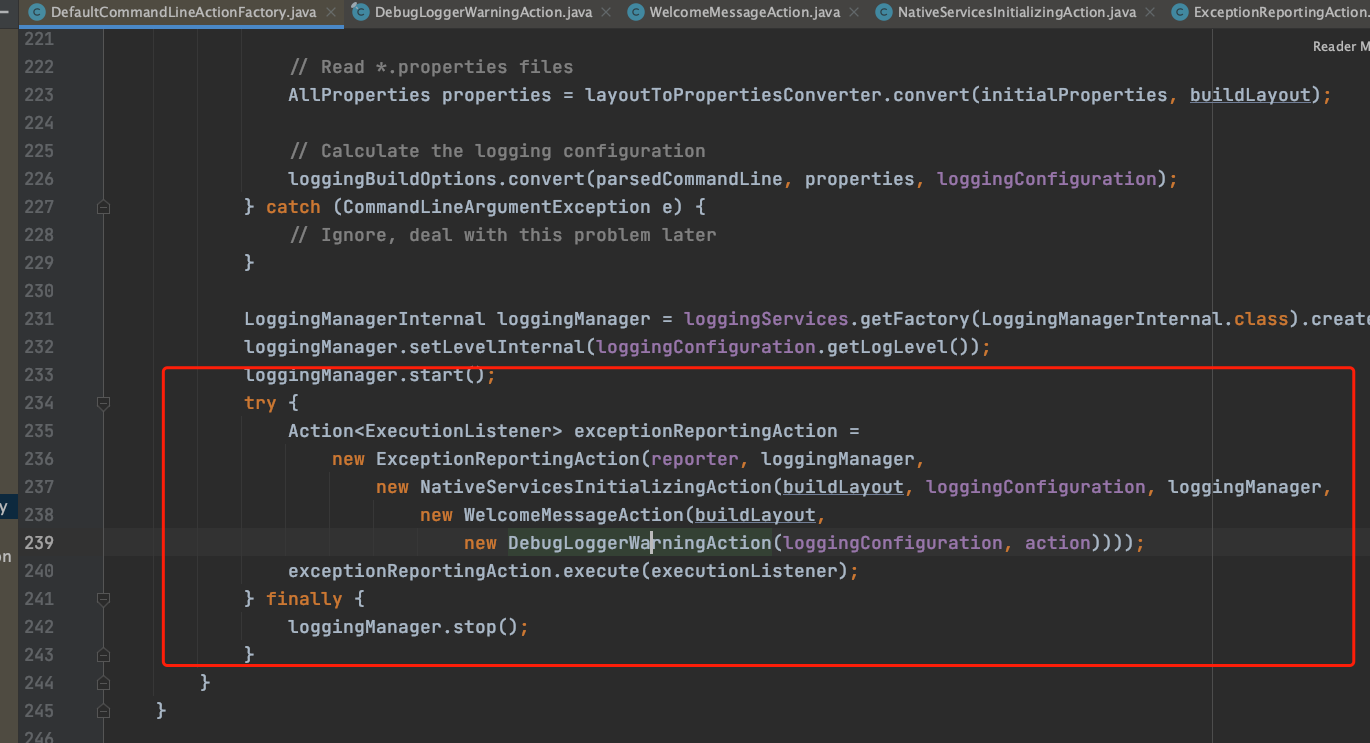 DefaultCommandLineActionFactory.java DebugLoggerWarningAction.java WelcomeMessageAction.java NativeServicesInitializingAction.java ExceptionReportingAction.
221
Reader M
222 // Read *.properties files
223 AllProperties properties = layoutToPropertiesConverter.convert(initialProperties, buildLayout);
224
225 // Calculate the logging configuration
226 loggingBuildOptions.convert(parsedCommandLine, properties, loggingConfiguration);
227 } catch (CommandLineArgumentException e) {
228 // Ignore, deal with this problem later
229 }
230
231 LoggingManagerInternal loggingManager = loggingServices.getFactory(LoggingManagerInternal.class).create
232 loggingManager.setLevelInternal(loggingConfiguration.getLogLevel());
233 loggingManager.start();
234 try {
235 Action<ExecutionListener> exceptionReportingAction =
236 new ExceptionReportingAction(reporter, loggingManager,
237 new NativeServicesInitializingAction(buildLayout, loggingConfiguration, loggingManager,
y
238 new WelcomeMessageAction(buildLayout,
239 new DebugLoggerWarningAction(loggingConfiguration, action))));
on
240 exceptionReportingAction.execute(executionListener);
241 } finally {
242 loggingManager.stop();
243 }
244 }
245 }
246